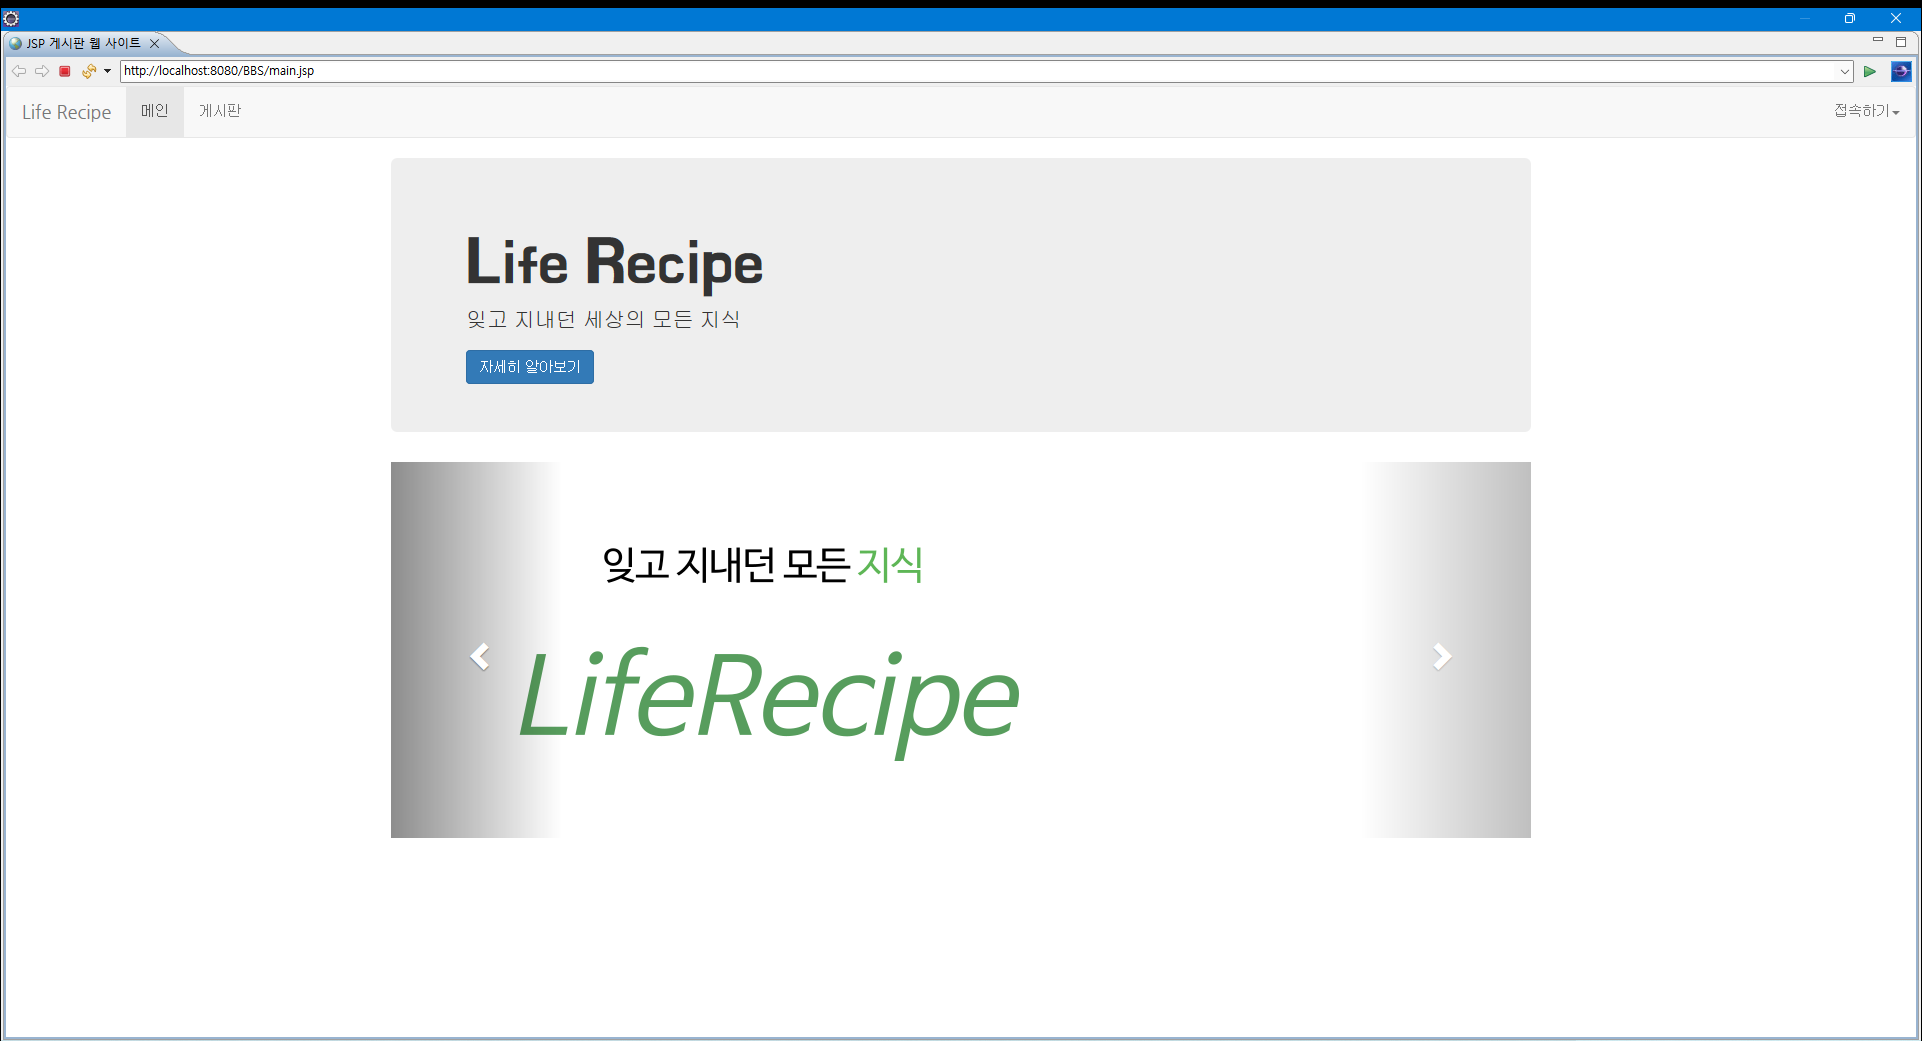 JSP 게시판 웹 사이트
http://localhost:8080/BBS/main.jsp
Life Recipe 메인 게시판 접속하기
Life Recipe
잊고 지내던 세상의 모든 지식
자세히 알아보기
잊고 지내던 모든 지식
LifeRecipe